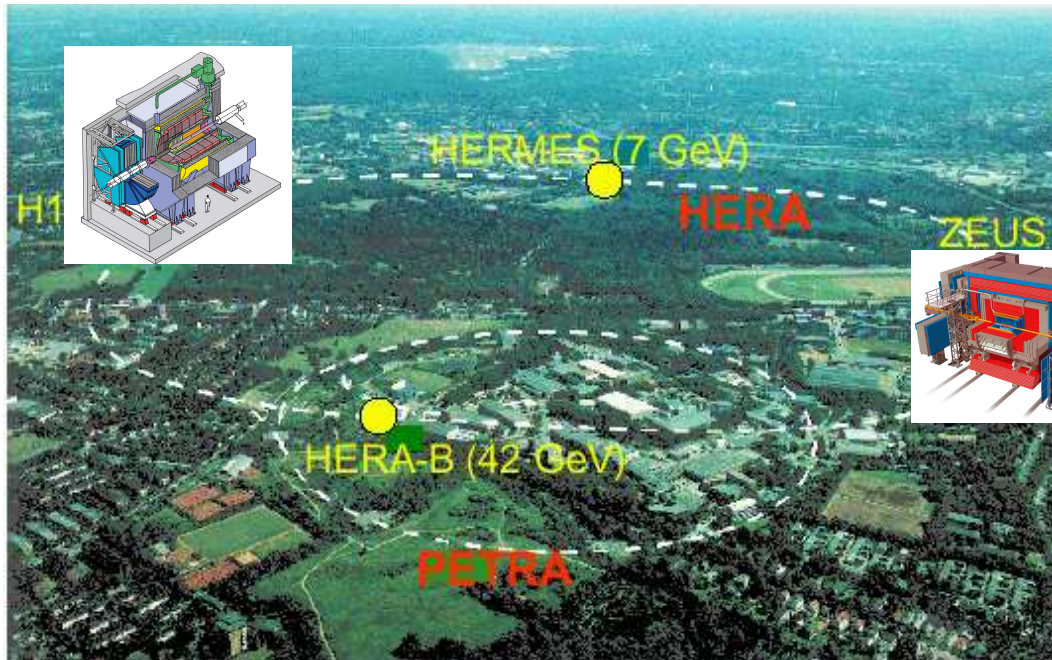 HERMES (7 GeV)
H1
HERA
ZEUS
HERA-B (42 GeV)
PETRA